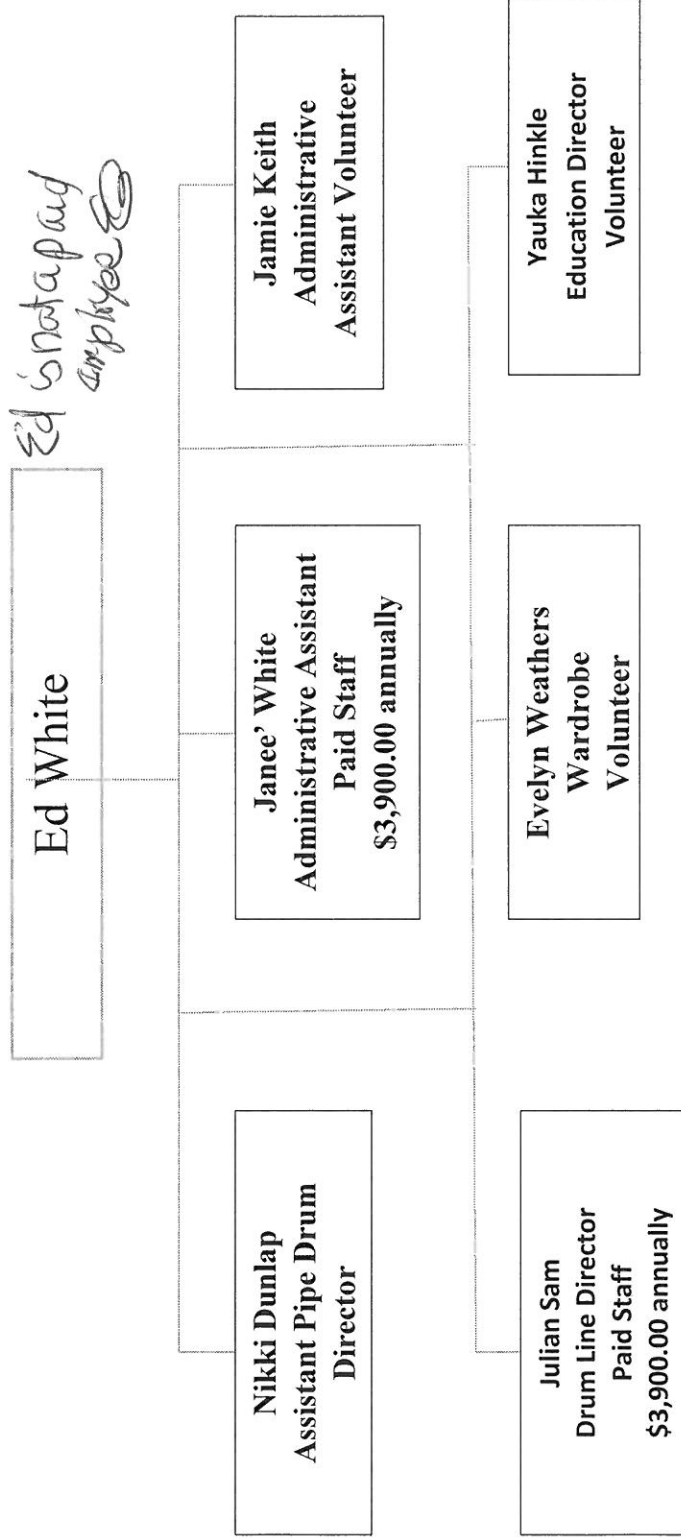 Ed White
Ed is not a paid
employee
Nikki Dunlap
Assistant Pipe Drum
Director
Janee' White
Administrative Assistant
Paid Staff
$3,900.00 annually
Jamie Keith
Administrative
Assistant Volunteer
Julian Sam
Drum Line Director
Paid Staff
$3,900.00 annually
Evelyn Weathers
Wardrobe
Volunteer
Yauka Hinkle
Education Director
Volunteer